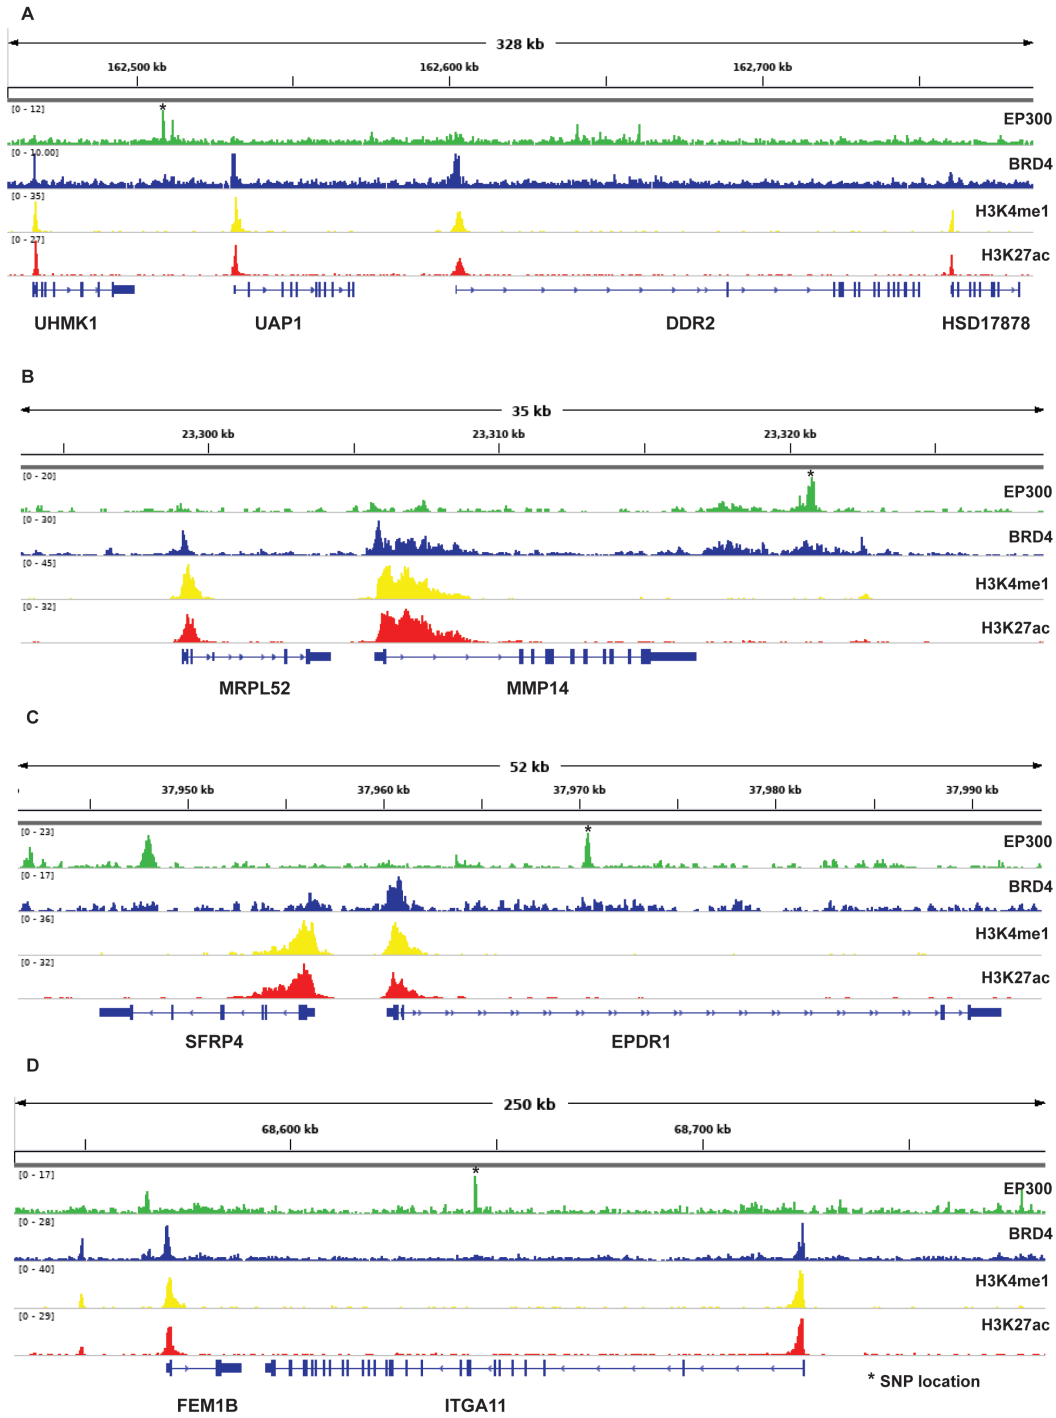 A
328 kb
162,500 kb 162,600 kb 162,700 kb
[0 - 12] * EP300
[0 - 10.00] BRD4
[0 - 35] H3K4me1
[0 - 27] H3K27ac
UHMK1 UAP1 DDR2 HSD17878
B
35 kb
23,300 kb 23,310 kb 23,320 kb
[0 - 20] * EP300
[0 - 30] BRD4
[0 - 45] H3K4me1
[0 - 32] H3K27ac
MRPL52 MMP14
C
52 kb
37,950 kb 37,960 kb 37,970 kb 37,980 kb 37,990 kb
[0 - 23] * EP300
[0 - 17] BRD4
[0 - 36] H3K4me1
[0 - 32] H3K27ac
SFRP4 EPDR1
D
250 kb
68,600 kb 68,700 kb
[0 - 17] * EP300
[0 - 28] BRD4
[0 - 40] H3K4me1
[0 - 29] H3K27ac
* SNP location
FEM1B ITGA11